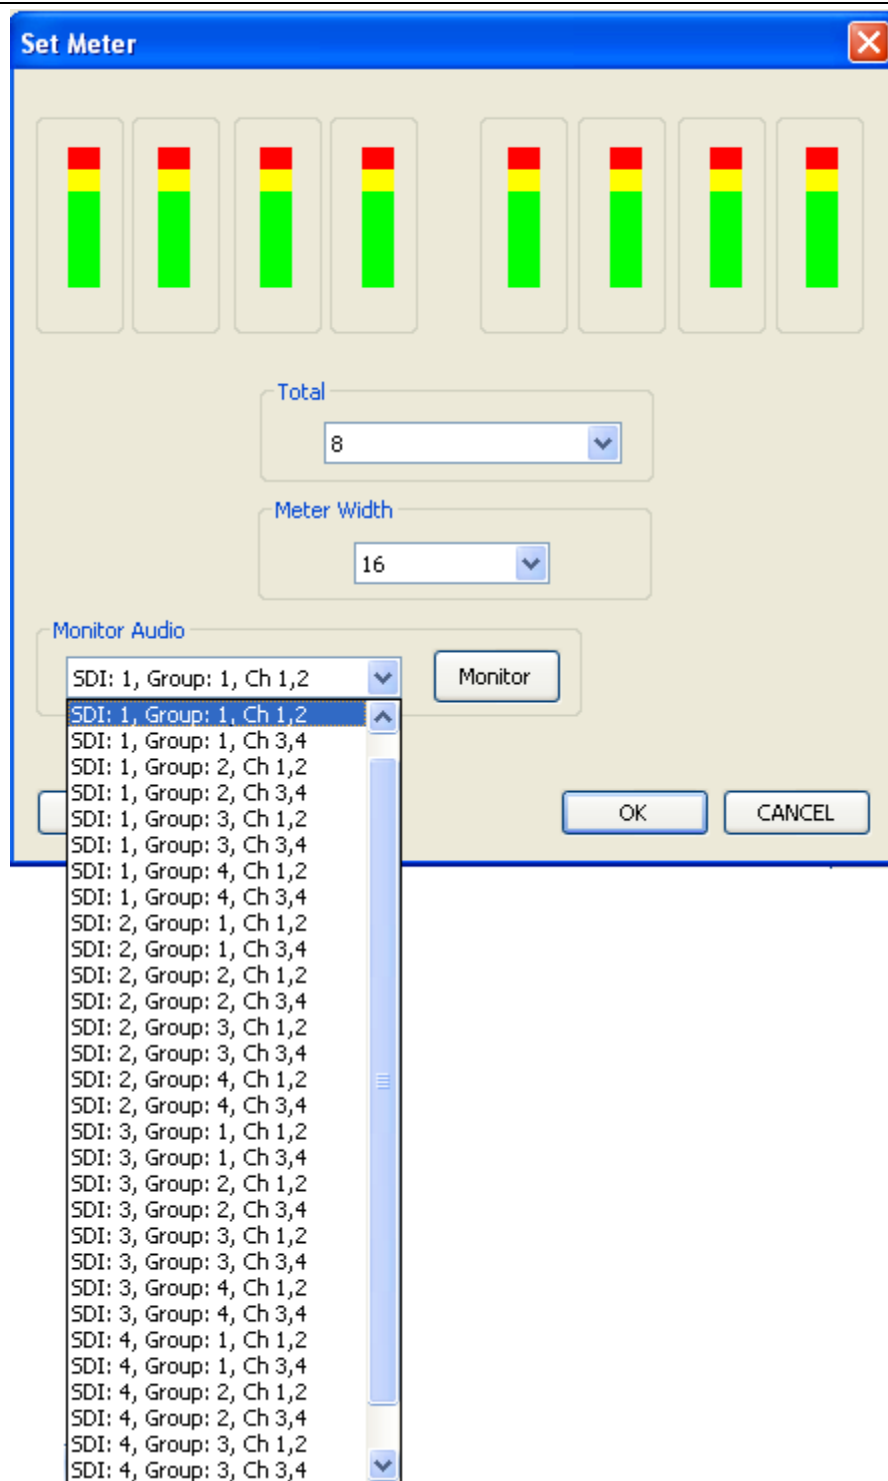 Set Meter
Total
8
Meter Width
16
Monitor Audio
SDI: 1, Group: 1, Ch 1,2
Monitor
SDI: 1, Group: 1, Ch 1,2
SDI: 1, Group: 1, Ch 3,4
SDI: 1, Group: 2, Ch 1,2
SDI: 1, Group: 2, Ch 3,4
SDI: 1, Group: 3, Ch 1,2
SDI: 1, Group: 3, Ch 3,4
SDI: 1, Group: 4, Ch 1,2
SDI: 1, Group: 4, Ch 3,4
SDI: 2, Group: 1, Ch 1,2
SDI: 2, Group: 1, Ch 3,4
SDI: 2, Group: 2, Ch 1,2
SDI: 2, Group: 2, Ch 3,4
SDI: 2, Group: 3, Ch 1,2
SDI: 2, Group: 3, Ch 3,4
SDI: 2, Group: 4, Ch 1,2
SDI: 2, Group: 4, Ch 3,4
SDI: 3, Group: 1, Ch 1,2
SDI: 3, Group: 1, Ch 3,4
SDI: 3, Group: 2, Ch 1,2
SDI: 3, Group: 2, Ch 3,4
SDI: 3, Group: 3, Ch 1,2
SDI: 3, Group: 3, Ch 3,4
SDI: 3, Group: 4, Ch 1,2
SDI: 3, Group: 4, Ch 3,4
SDI: 4, Group: 1, Ch 1,2
SDI: 4, Group: 1, Ch 3,4
SDI: 4, Group: 2, Ch 1,2
SDI: 4, Group: 2, Ch 3,4
SDI: 4, Group: 3, Ch 1,2
SDI: 4, Group: 3, Ch 3,4
OK
CANCEL